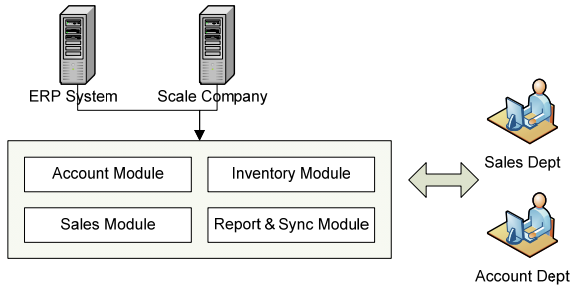 ERP System
Scale Company
Account Module
Inventory Module
Sales Module
Report & Sync Module
Sales Dept
Account Dept